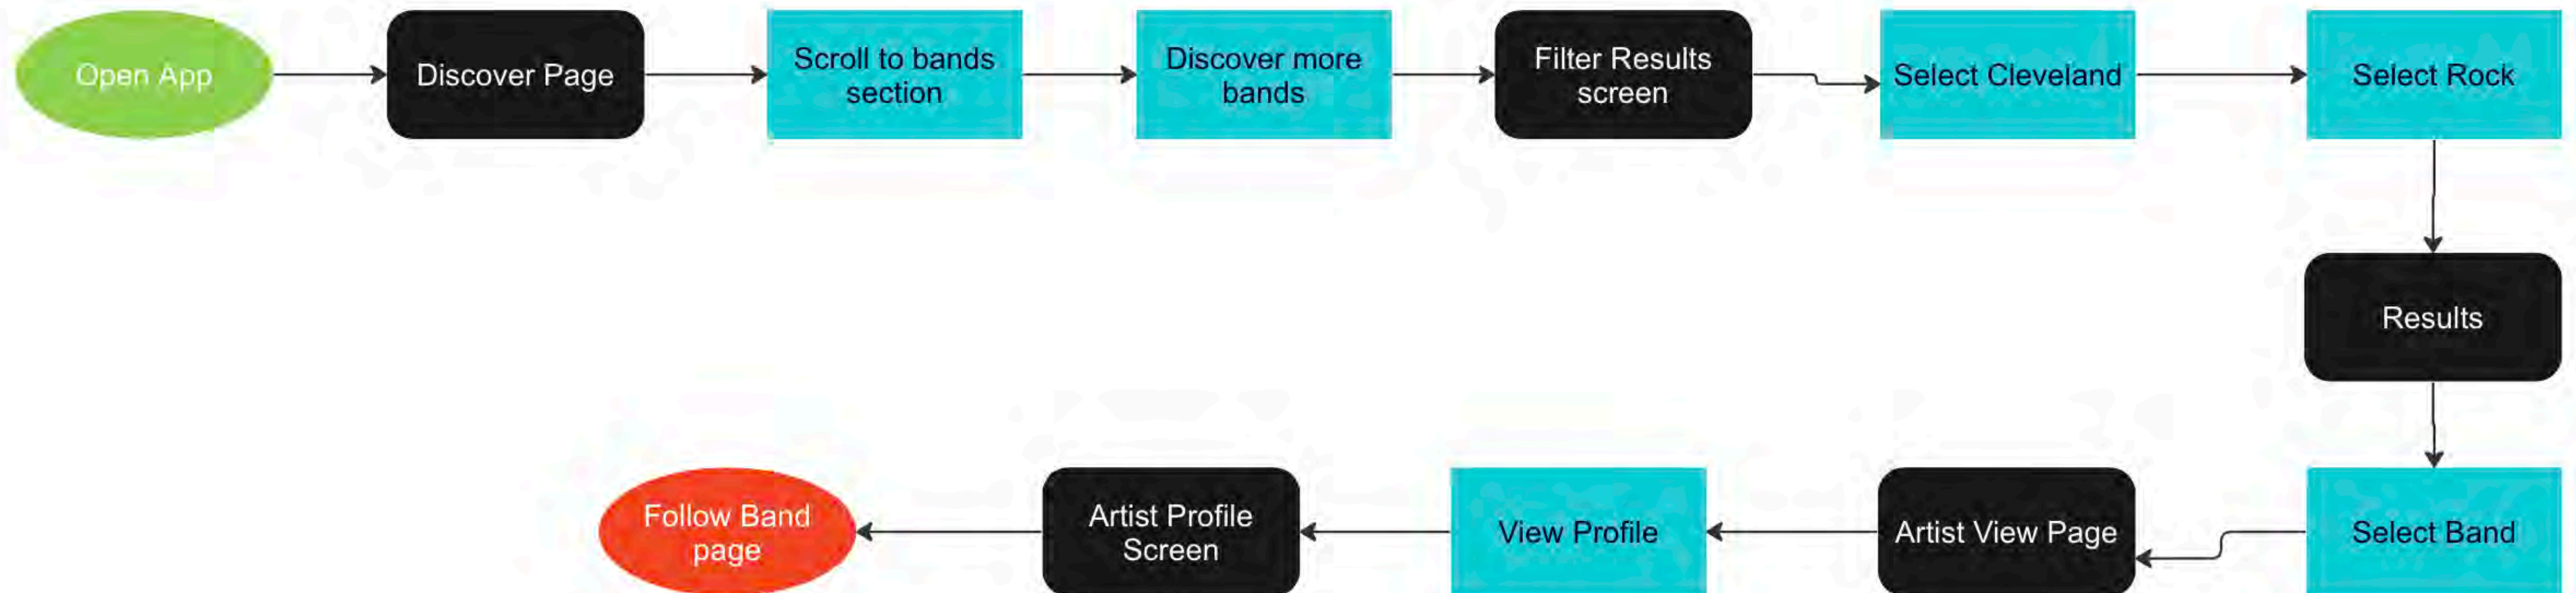 Open App
Discover Page
Scroll to bands
section
Discover more
bands
Filter Results
screen
Select Cleveland
Select Rock
Results
Select Band
Artist View Page
View Profile
Artist Profile
Screen
Follow Band
page